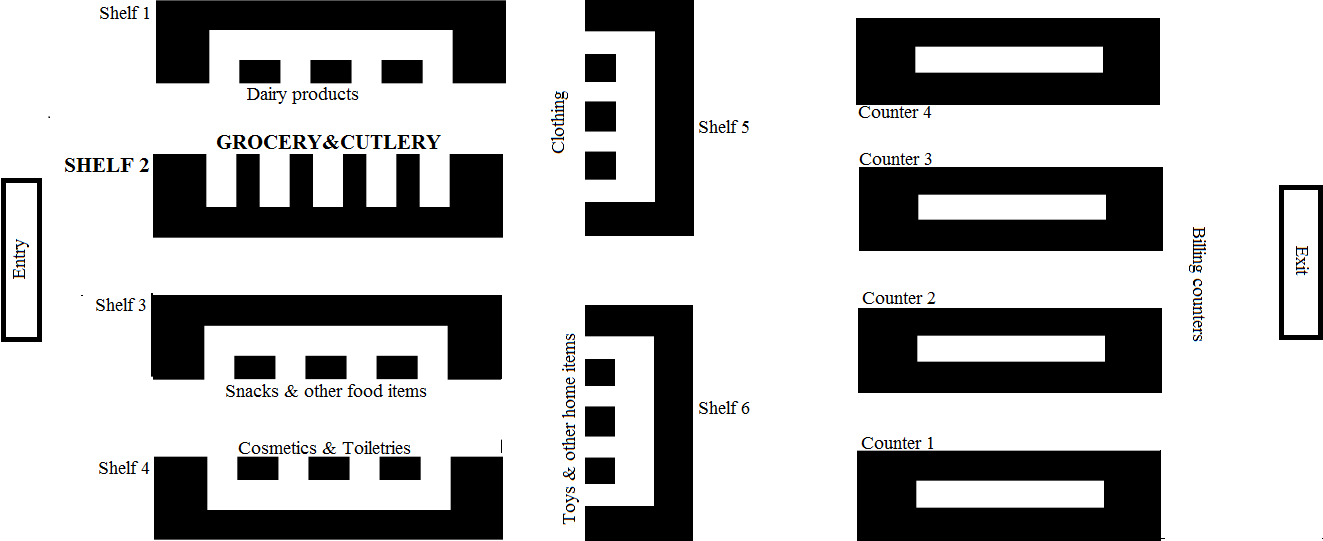 Shelf 1
Dairy products
GROCERY&CUTLERY
SHELF 2
Entry
Shelf 3
Snacks & other food items
Cosmetics & Toiletries
Shelf 4
Clothing
Shelf 5
Toys & other home items
Shelf 6
Counter 4
Counter 3
Counter 2
Counter 1
Billing counters
Exit